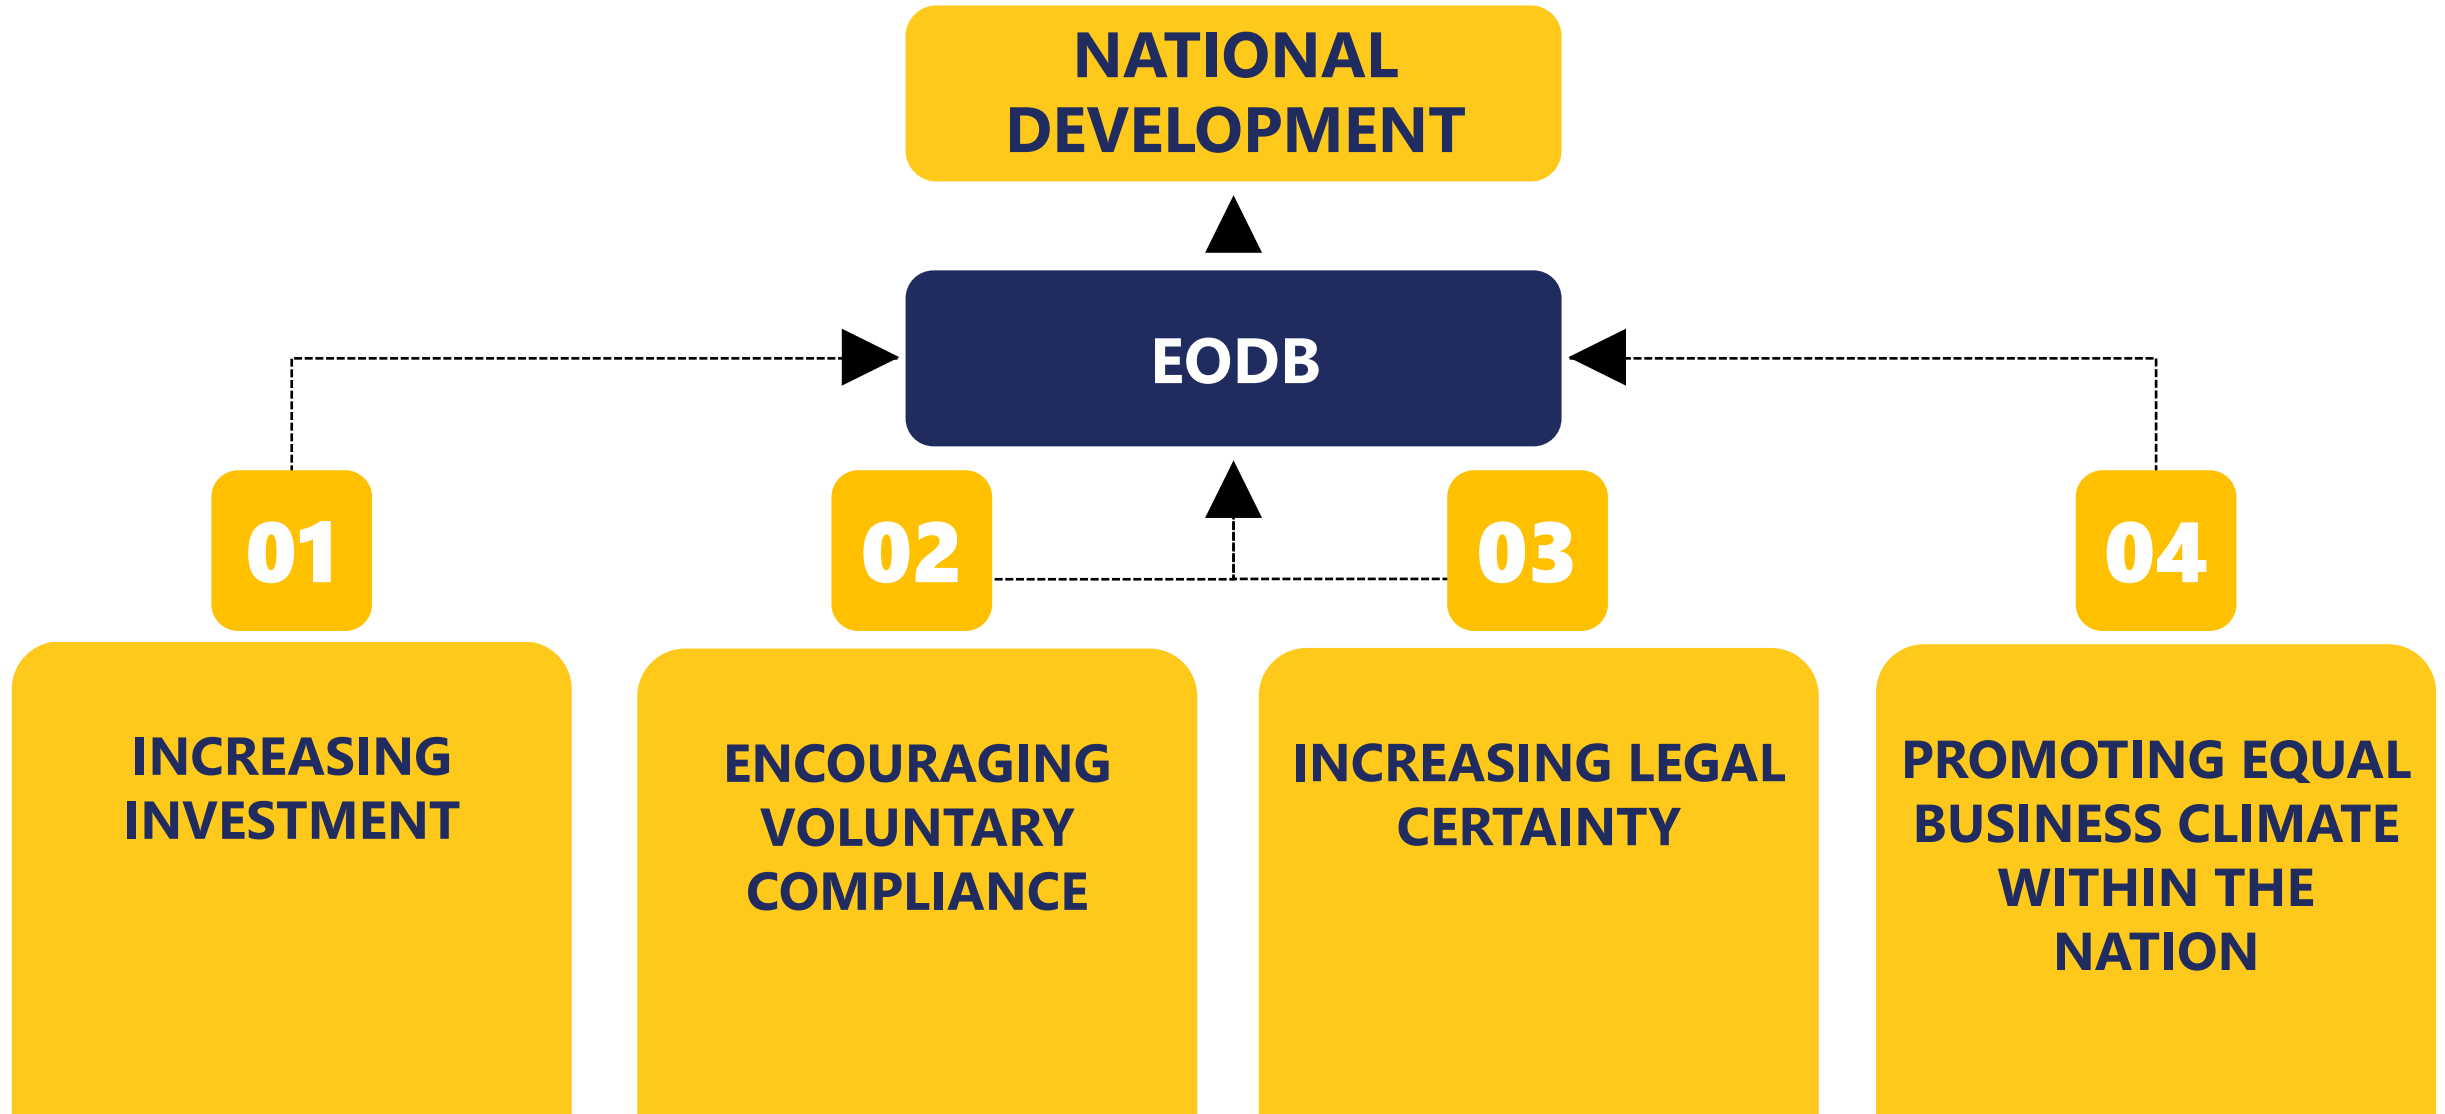 NATIONAL
DEVELOPMENT
EODB
01
02
03
04
INCREASING
INVESTMENT
ENCOURAGING
VOLUNTARY
COMPLIANCE
INCREASING LEGAL
CERTAINTY
PROMOTING EQUAL
BUSINESS CLIMATE
WITHIN THE
NATION